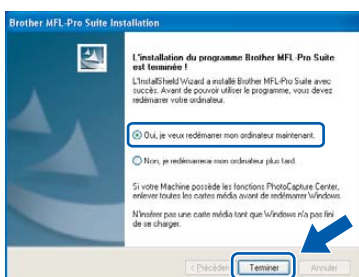 Brother MFL-Pro Suite Installation
L'installation du programme Brother MFL-Pro Suite
est terminée !
L'InstallShield Wizard a installé Brother MFL-Pro Suite avec
succès. Avant de pouvoir utiliser le programme, vous devez
redémarrer votre ordinateur.
Oui, je veux redémarrer mon ordinateur maintenant.
Non, je redémarrerai mon ordinateur plus tard.
Si votre Machine possède les fonctions PhotoCapture Center,
enlever toutes les cartes média avant de redémarrer Windows.
N'insérer pas une carte média tant que Windows n'a pas fini
de se charger.
< Précédent Terminer Annuler